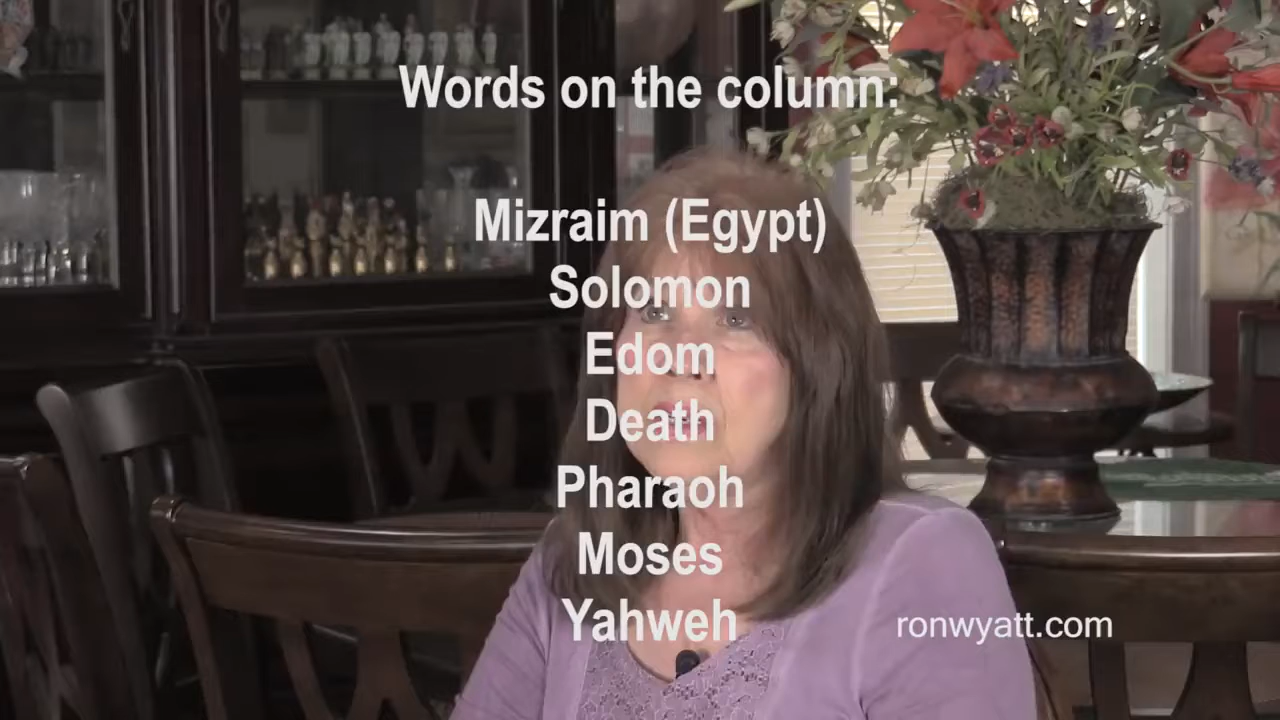 Words on the column:
Mizraim (Egypt)
Solomon
Edom
Death
Pharaoh
Moses
Yahweh
ronwyatt.com